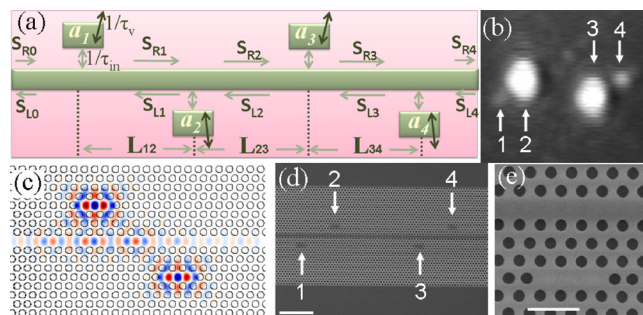 (a)
a1
1/τv
a3
SR0
SR1
1/τin
SR2
SR3
SR4
SL0
SL1
a2
SL2
SL3
a4
SL4
L12
L23
L34
(b)
3
4
1
2
(c)
(d)
2
4
1
3
(e)